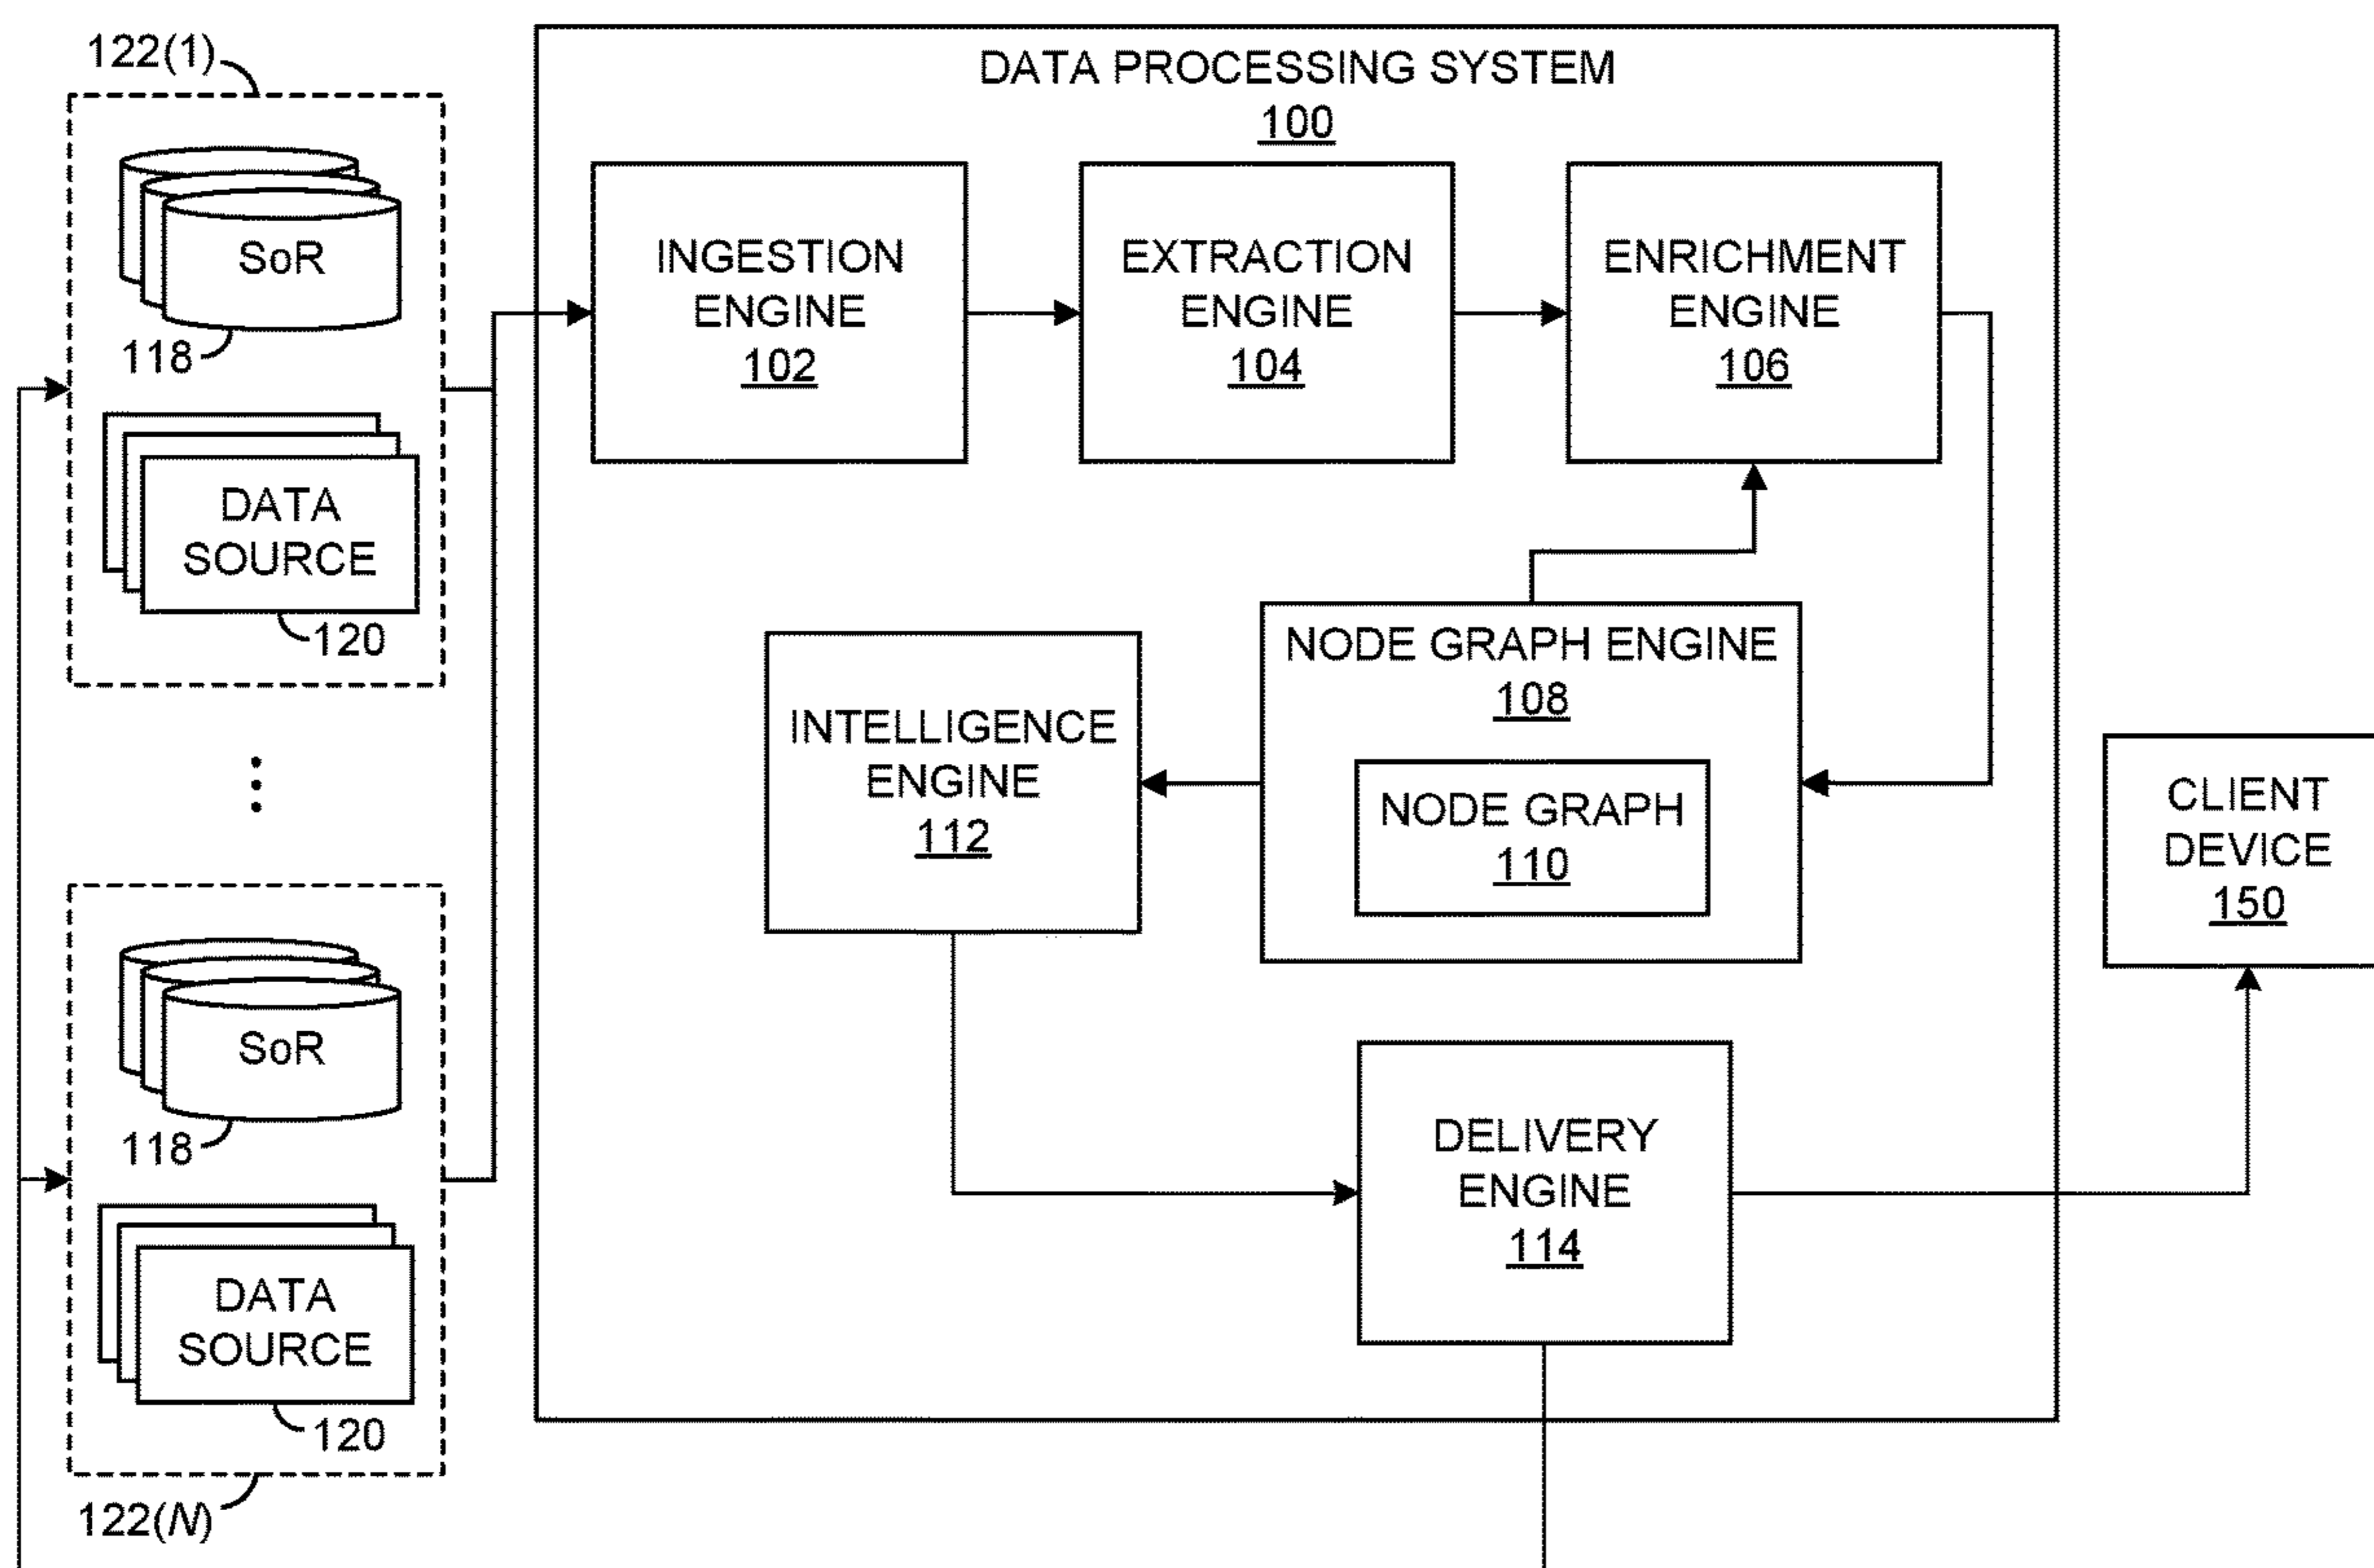 122(1)
SoR
118
DATA
SOURCE
120
SoR
118
DATA
SOURCE
120
122(N)
DATA PROCESSING SYSTEM
100
INGESTION
ENGINE
102
EXTRACTION
ENGINE
104
ENRICHMENT
ENGINE
106
NODE GRAPH ENGINE
108
NODE GRAPH
110
INTELLIGENCE
ENGINE
112
DELIVERY
ENGINE
114
CLIENT
DEVICE
150